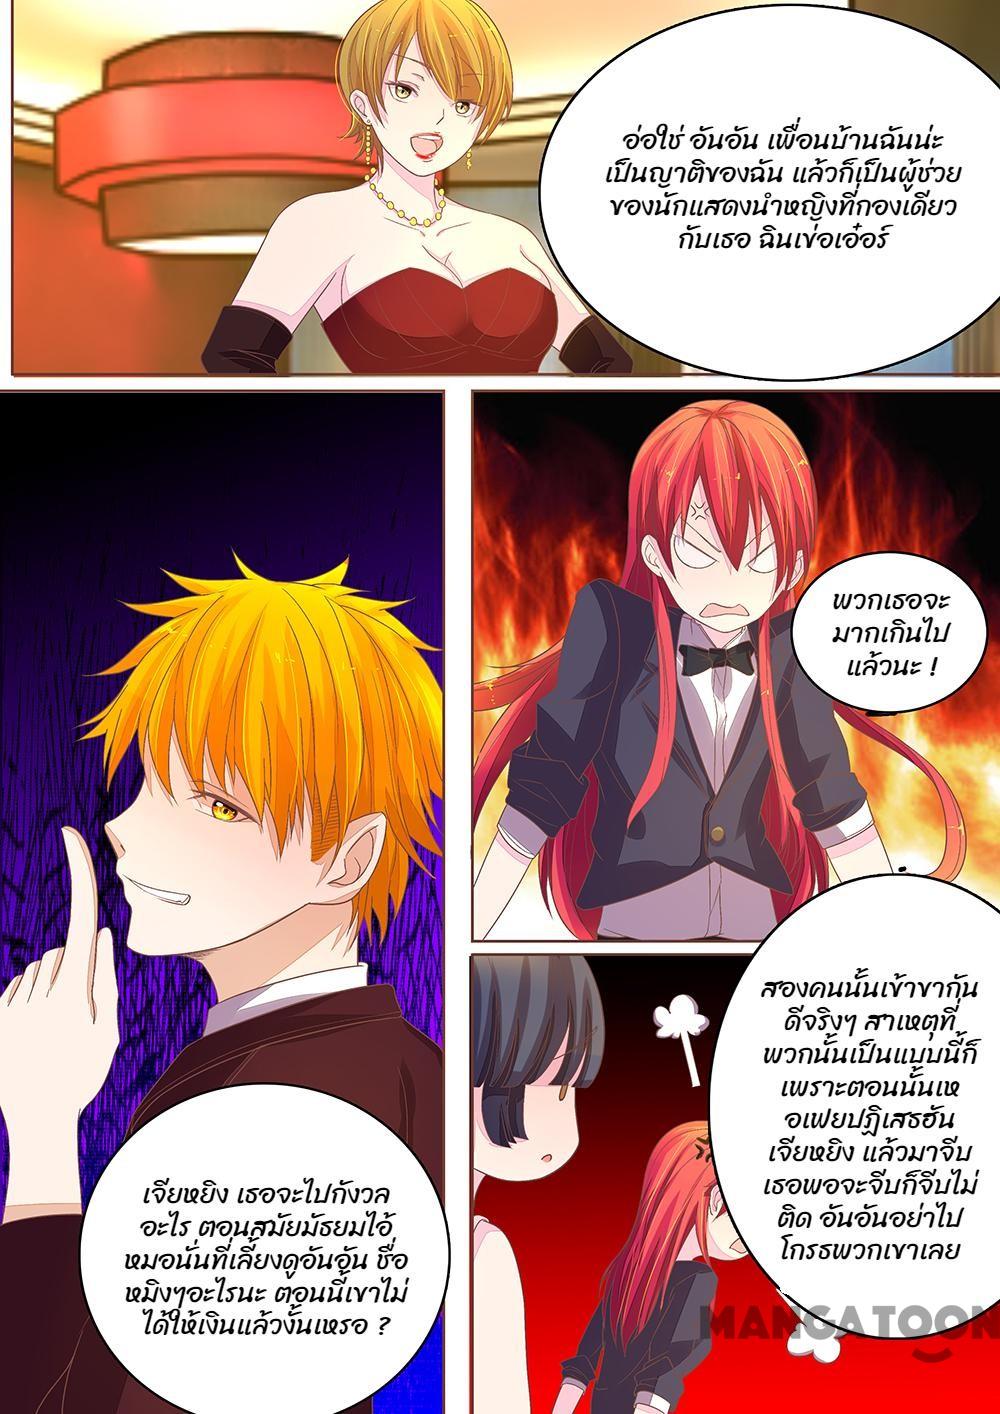 อ่อใช่ อันอัน เพื่อนบ้านฉันน่ะ
เป็นญาติของฉัน แล้วก็เป็นผู้ช่วย
ของนักแสดงนำหญิงที่กองเดียว
กับเธอ ฉินเข่อเอ๋อร์
พวกเธอจะ
มากเกินไป
แล้วนะ !
สองคนนั้นเข้าขากัน
ดีจริงๆ สาเหตุที่
พวกนั้นเป็นแบบนี้ก็
เพราะตอนนั้นเห
อเฟยปฏิเสธฮัน
เจียหยิง แล้วมาจีบ
เธอพอจะจีบก็จีบไม่
ติด อันอันอย่าไป
โกรธพวกเขาเลย
เจียหยิง เธอจะไปกังวล
อะไร ตอนสมัยมัธยมไอ้
หมอนั่นที่เลี้ยงดูอันอัน ชื่อ
หมิงๆอะไรนะ ตอนนี้เขาไม่
ได้ให้เงินแล้วงั้นเหรอ ?
MANGATOON